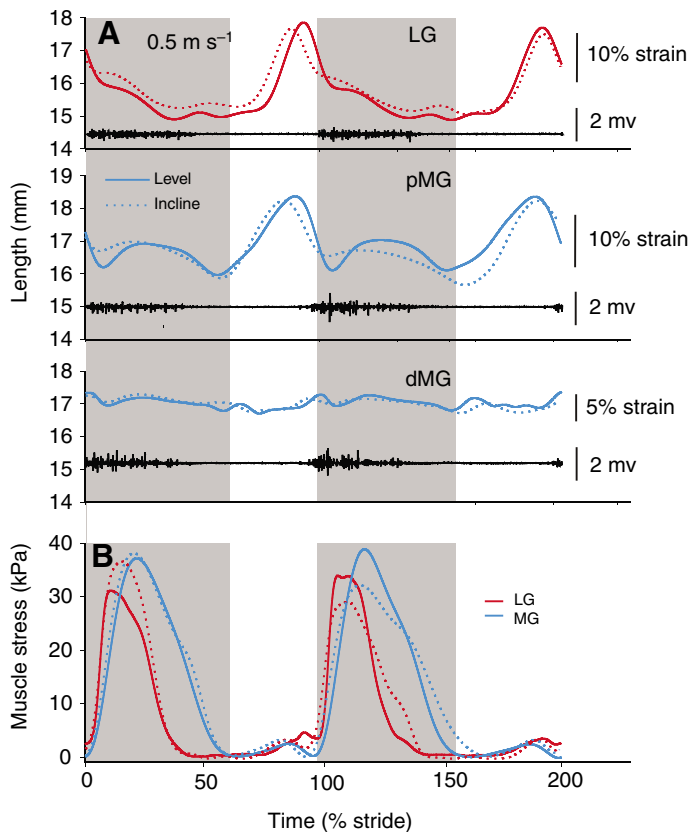 A
0.5 m s⁻¹
LG
18
17
16
15
14
10% strain
2 mv
Level
Incline
pMG
19
18
17
16
15
14
10% strain
2 mv
dMG
18
17
16
15
14
5% strain
2 mv
Length (mm)
B
40
30
20
10
0
Muscle stress (kPa)
LG
MG
0
50
100
150
200
Time (% stride)